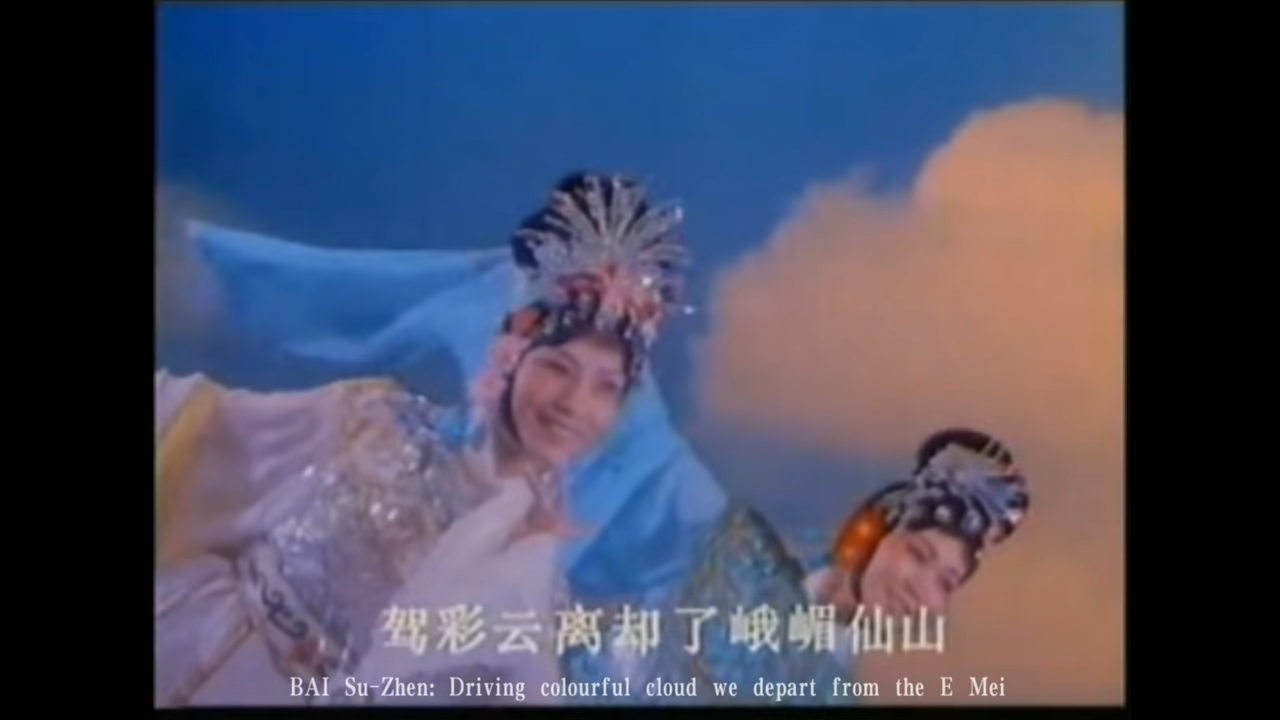 驾彩云离却了峨嵋仙山
BAI Su-Zhen: Driving colourful cloud we depart from the E Mei